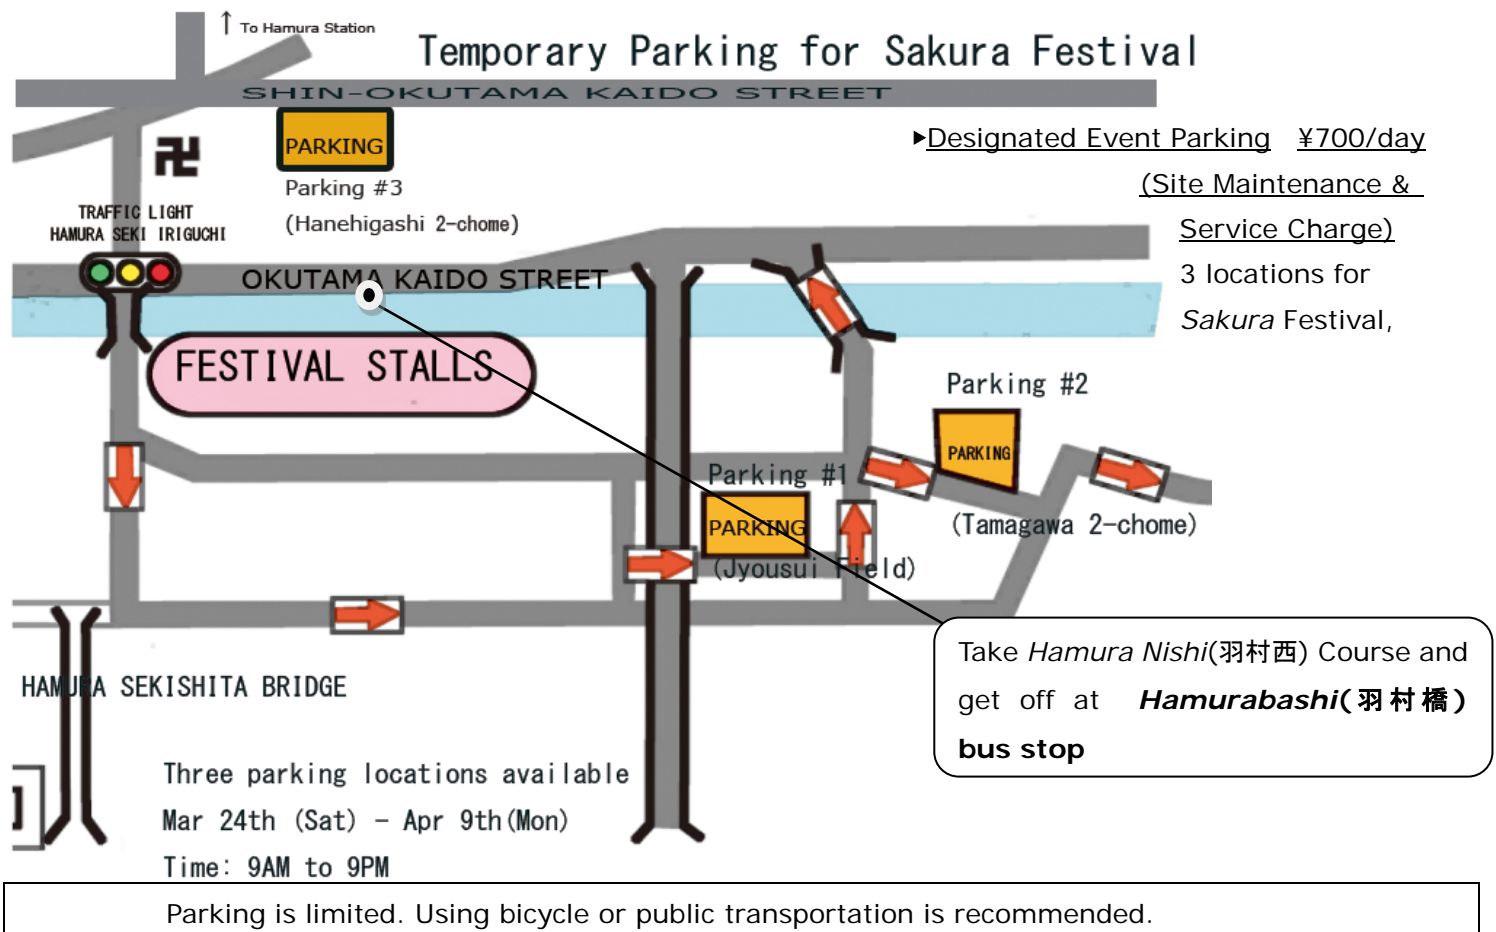 To Hamura Station
Temporary Parking for Sakura Festival
SHIN-OKUTAMA KAIDO STREET
PARKING
Parking #3
(Hanehigashi 2-chome)
▶Designated Event Parking ¥700/day
(Site Maintenance &
Service Charge)
3 locations for
Sakura Festival,
TRAFFIC LIGHT
HAMURA SEKI IRIGUCHI
OKUTAMA KAIDO STREET
FESTIVAL STALLS
Parking #2
PARKING
(Tamagawa 2-chome)
Parking #1
PARKING
(Jyousui Field)
Take Hamura Nishi(羽村西) Course and
get off at Hamurabashi(羽村橋)
bus stop
HAMURA SEKISHITA BRIDGE
Three parking locations available
Mar 24th (Sat) - Apr 9th(Mon)
Time: 9AM to 9PM
Parking is limited. Using bicycle or public transportation is recommended.